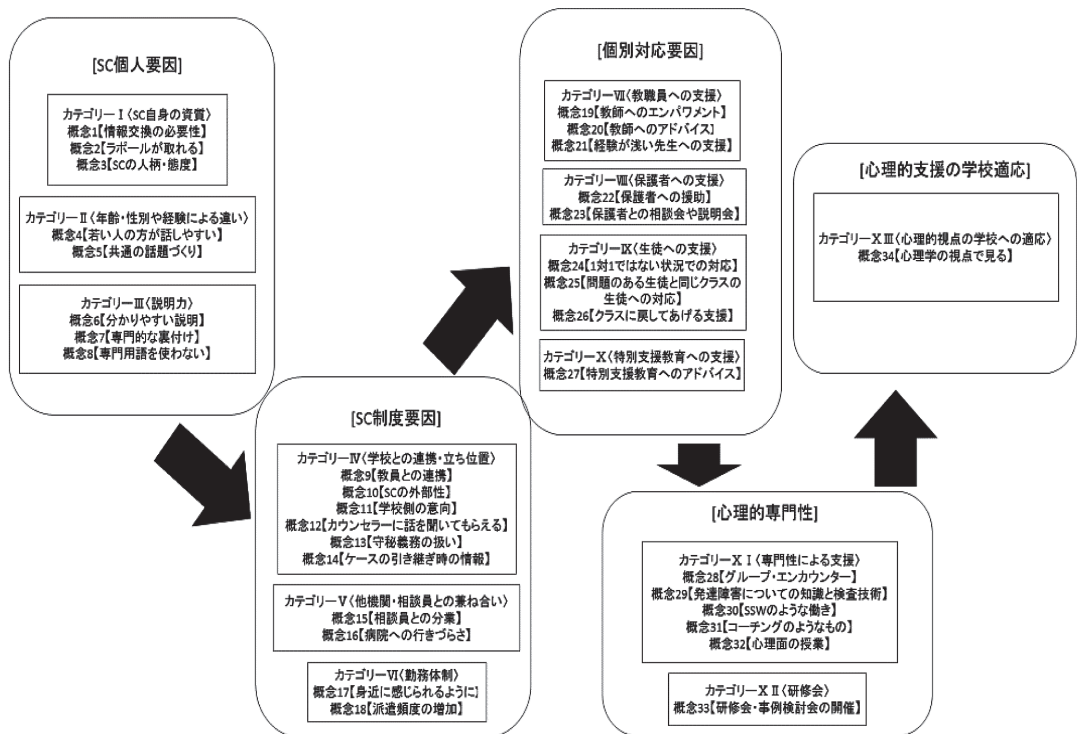 [SC個人要因]
カテゴリーⅠ〈SC自身の資質〉
概念1【情報交換の必要性】
概念2【ラポールが取れる】
概念3【SCの人柄・態度】
カテゴリーⅡ〈年齢・性別や経験による違い〉
概念4【若い人の方が話しやすい】
概念5【共通の話題づくり】
カテゴリーⅢ〈説明力〉
概念6【分かりやすい説明】
概念7【専門的な裏付け】
概念8【専門用語を使わない】
[SC制度要因]
カテゴリーⅣ〈学校との連携・立ち位置〉
概念9【教員との連携】
概念10【SCの外部性】
概念11【学校側の意向】
概念12【カウンセラーに話を聞いてもらえる】
概念13【守秘義務の扱い】
概念14【ケースの引き継ぎ時の情報】
カテゴリーⅤ〈他機関・相談員との兼ね合い〉
概念15【相談員との分業】
概念16【病院への行きづらさ】
カテゴリーⅥ〈勤務体制〉
概念17【身近に感じられるように】
概念18【派遣頻度の増加】
[個別対応要因]
カテゴリーⅦ〈教職員への支援〉
概念19【教師へのエンパワメント】
概念20【教師へのアドバイス】
概念21【経験が浅い先生への支援】
カテゴリーⅧ〈保護者への支援〉
概念22【保護者への援助】
概念23【保護者との相談会や説明会】
カテゴリーⅨ〈生徒への支援〉
概念24【1対1ではない状況での対応】
概念25【問題のある生徒と同じクラスの
生徒への対応】
概念26【クラスに戻してあげる支援】
カテゴリーⅩ〈特別支援教育への支援〉
概念27【特別支援教育へのアドバイス】
[心理的専門性]
カテゴリーⅩⅠ〈専門性による支援〉
概念28【グループ・エンカウンター】
概念29【発達障害についての知識と検査技術】
概念30【SSWのような働き】
概念31【コーチングのようなもの】
概念32【心理面の授業】
カテゴリーⅩⅡ〈研修会〉
概念33【研修会・事例検討会の開催】
[心理的支援の学校適応]
カテゴリーⅩⅢ〈心理的視点の学校への適応〉
概念34【心理学の視点で見る】